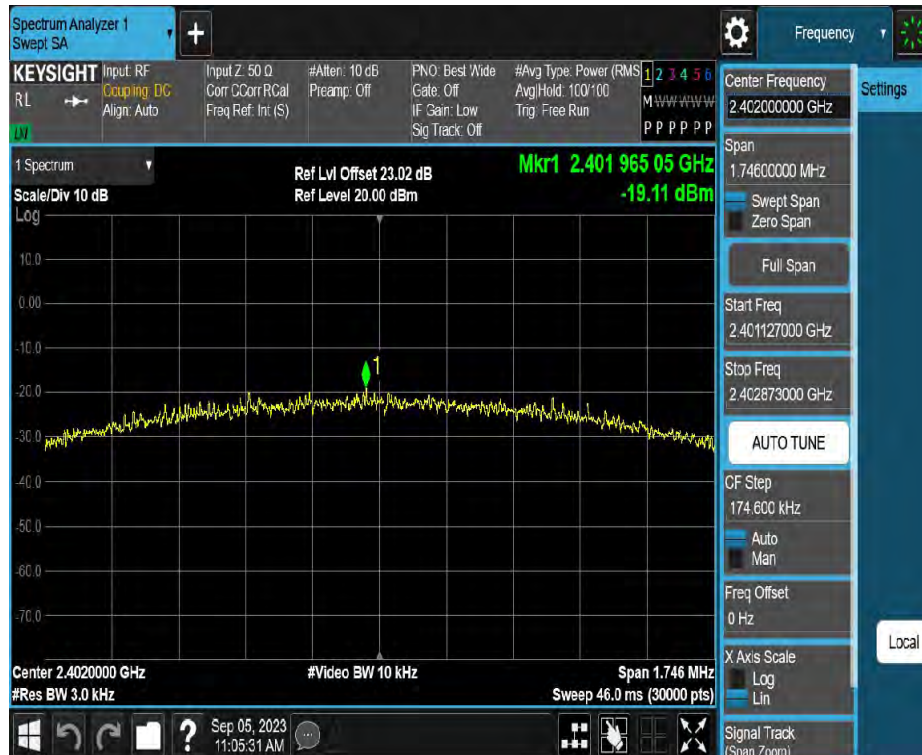 Spectrum Analyzer 1
Swept SA
+
Frequency
KEYSIGHT
RL
Input: RF
Coupling: DC
Align: Auto
Input Z: 50 Ω
Corr CCorr RCal
Freq Ref: Int (S)
#Atten: 10 dB
Preamp: Off
PNO: Best Wide
Gate: Off
IF Gain: Low
Sig Track: Off
#Avg Type: Power (RMS
Avg|Hold: 100/100
Trig: Free Run
1 2 3 4 5 6
M W W W W W
P P P P P P
1 Spectrum
Scale/Div 10 dB
Log
Ref Lvl Offset 23.02 dB
Ref Level 20.00 dBm
Mkr1 2.401 965 05 GHz
-19.11 dBm
10.0
0.00
-10.0
-20.0
-30.0
-40.0
-50.0
-60.0
-70.0
1
Center 2.4020000 GHz
#Res BW 3.0 kHz
#Video BW 10 kHz
Span 1.746 MHz
Sweep 46.0 ms (30000 pts)
Center Frequency
2.402000000 GHz
Settings
Span
1.74600000 MHz
Swept Span
Zero Span
Full Span
Start Freq
2.401127000 GHz
Stop Freq
2.402873000 GHz
AUTO TUNE
CF Step
174.600 kHz
Auto
Man
Freq Offset
0 Hz
X Axis Scale
Log
Lin
Local
Signal Track
(Span Zoom)
?
Sep 05, 2023
11:05:31 AM